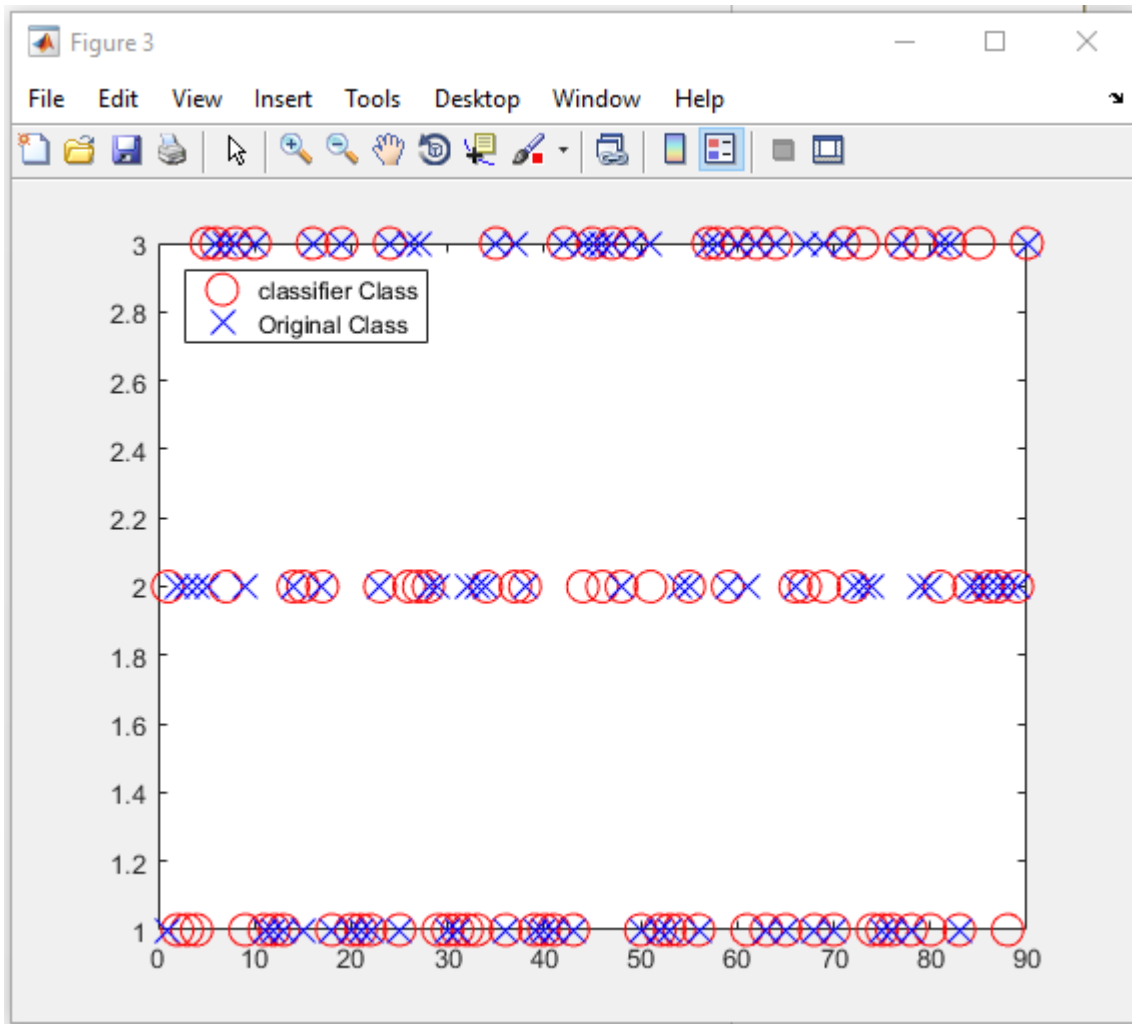 Figure 3
File Edit View Insert Tools Desktop Window Help
3
classifier Class
Original Class
2.8
2.6
2.4
2.2
2
1.8
1.6
1.4
1.2
1
0 10 20 30 40 50 60 70 80 90